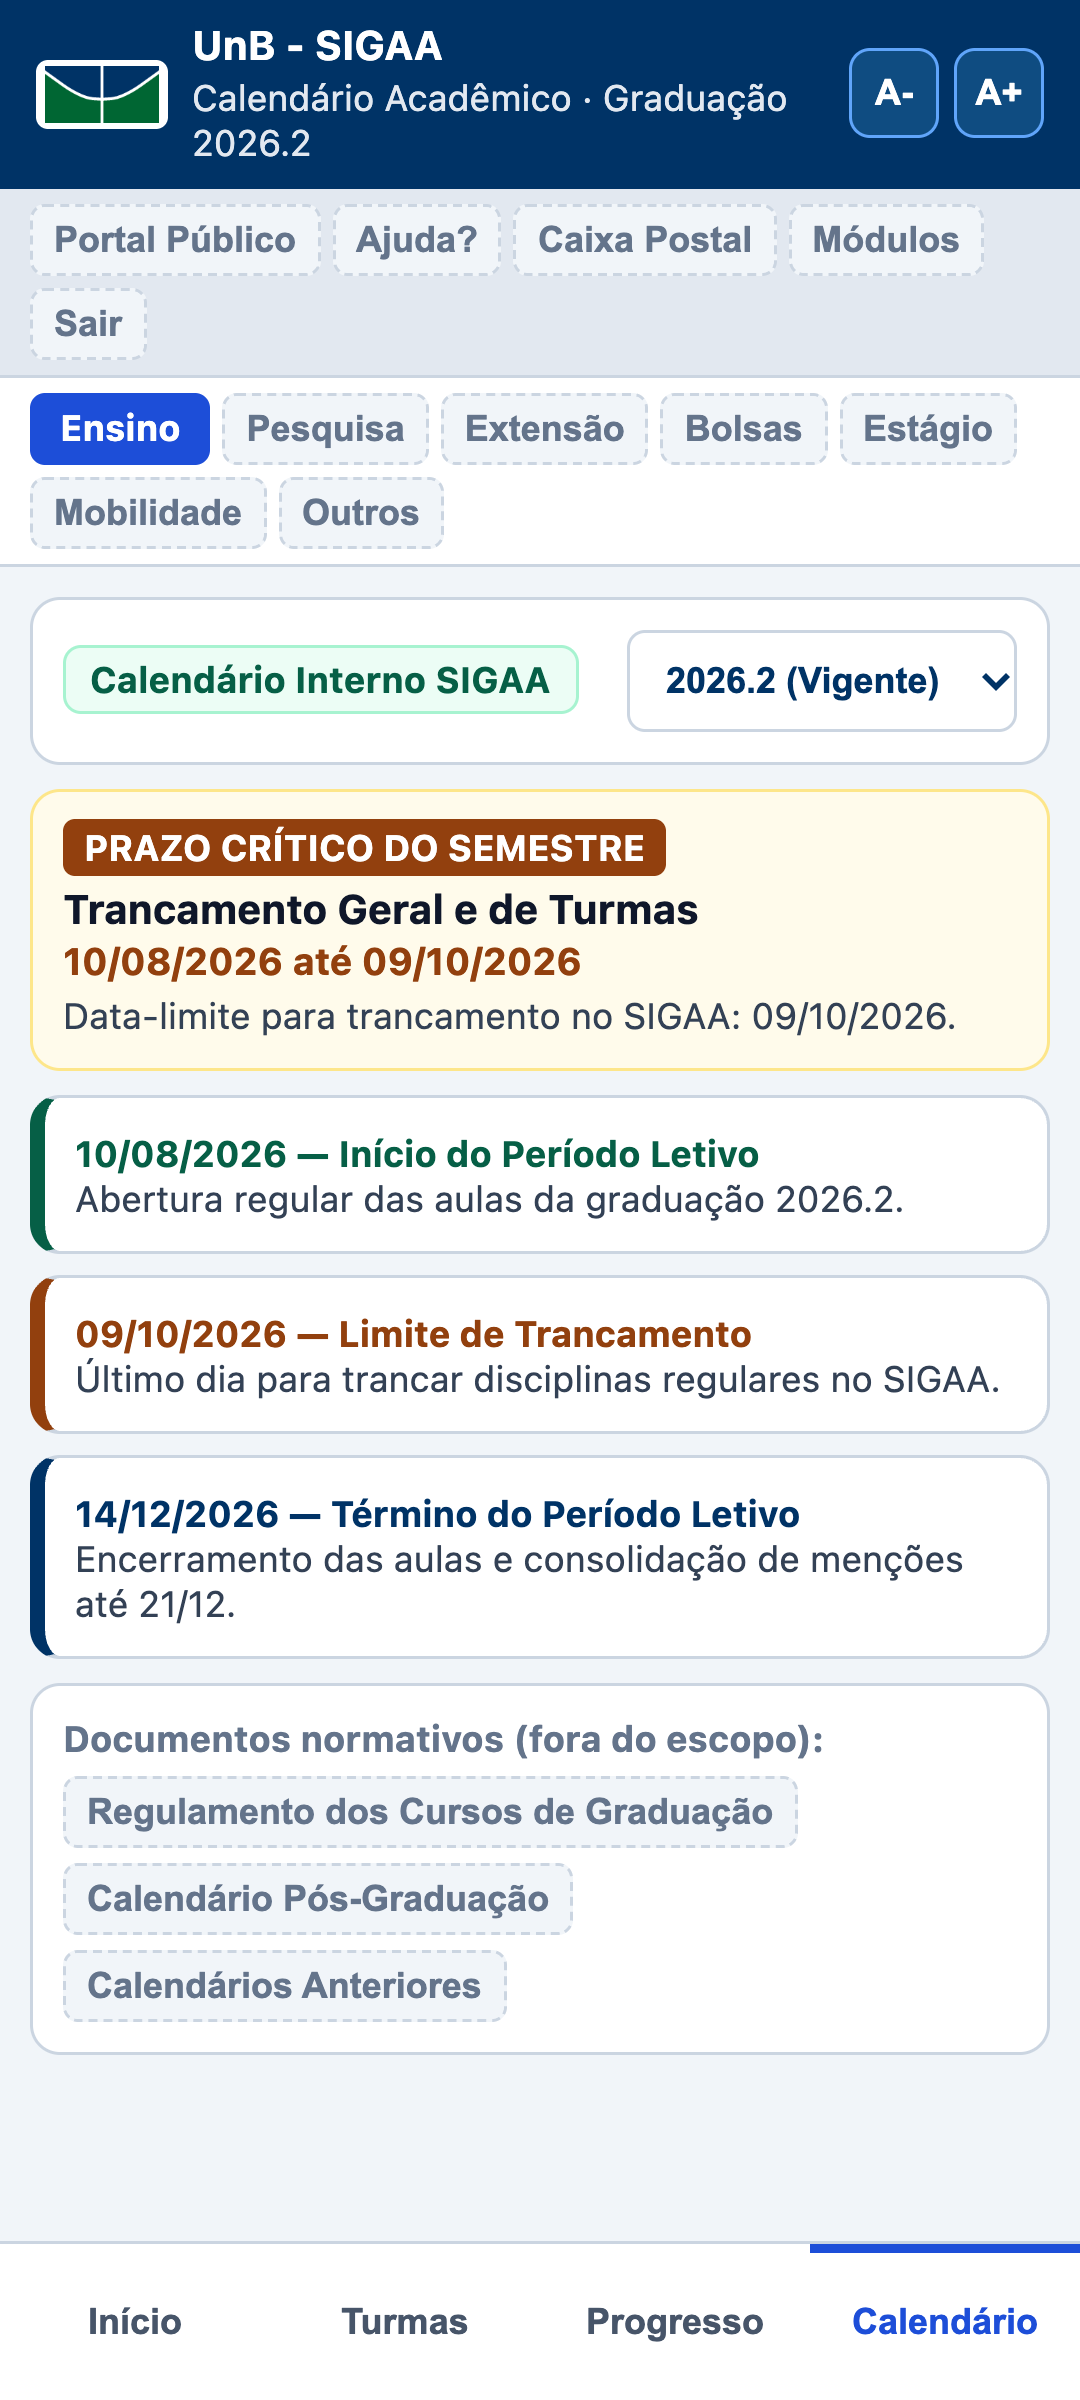 UnB - SIGAA
Calendário Acadêmico · Graduação
2026.2
A-
A+
Portal Público
Ajuda?
Caixa Postal
Módulos
Sair
Ensino
Pesquisa
Extensão
Bolsas
Estágio
Mobilidade
Outros
Calendário Interno SIGAA
2026.2 (Vigente)
PRAZO CRÍTICO DO SEMESTRE
Trancamento Geral e de Turmas
10/08/2026 até 09/10/2026
Data-limite para trancamento no SIGAA: 09/10/2026.
10/08/2026 — Início do Período Letivo
Abertura regular das aulas da graduação 2026.2.
09/10/2026 — Limite de Trancamento
Último dia para trancar disciplinas regulares no SIGAA.
14/12/2026 — Término do Período Letivo
Encerramento das aulas e consolidação de menções
até 21/12.
Documentos normativos (fora do escopo):
Regulamento dos Cursos de Graduação
Calendário Pós-Graduação
Calendários Anteriores
Início
Turmas
Progresso
Calendário